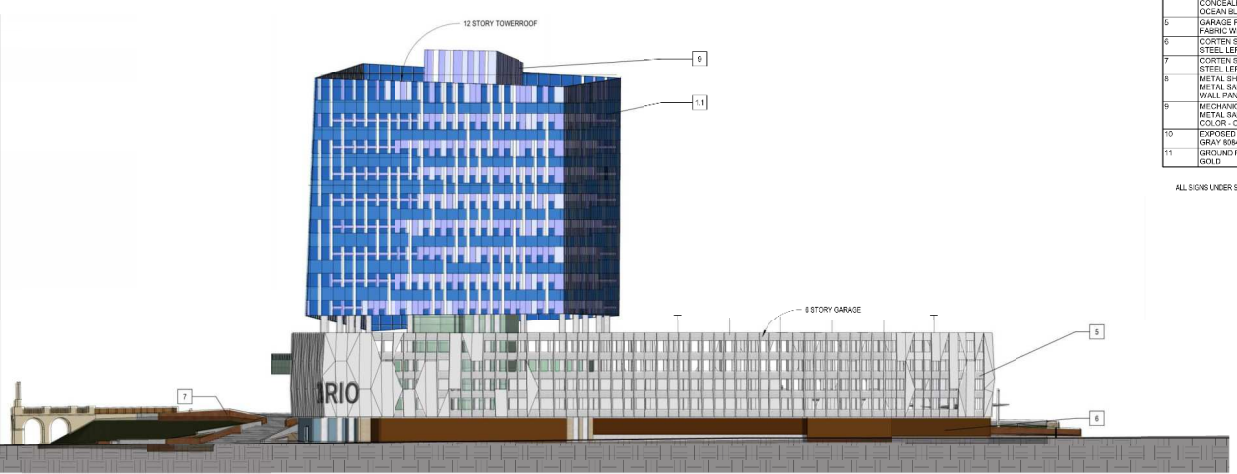 12 STORY TOWERROOF
9
1.1
CONCEAL
OCEAN BL
5 GARAGE F
FABRIC W
6 CORTEN S
STEEL LEF
7 CORTEN S
STEEL LEF
8 METAL SH
METAL SA
WALL PAN
9 MECHANIC
METAL SA
COLOR - C
10 EXPOSED
GRAY 808
11 GROUND F
GOLD
ALL SIGNS UNDER S
8 STORY GARAGE
5
7
RIO
6